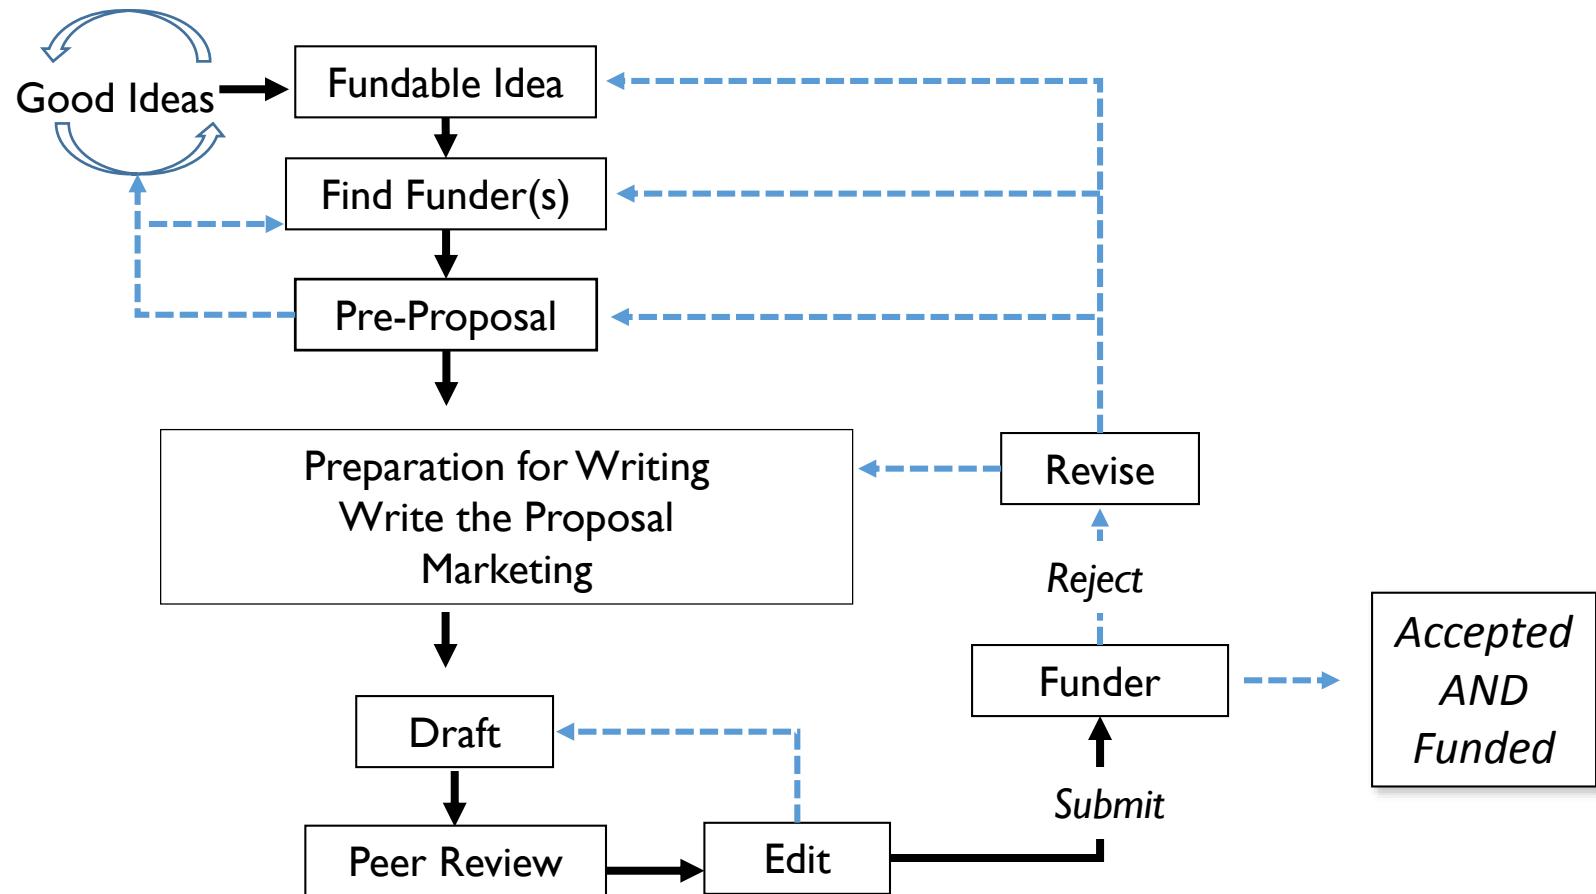 Good Ideas
Fundable Idea
Find Funder(s)
Pre-Proposal
Preparation for Writing
Write the Proposal
Marketing
Revise
Reject
Funder
Accepted
AND
Funded
Draft
Submit
Peer Review
Edit